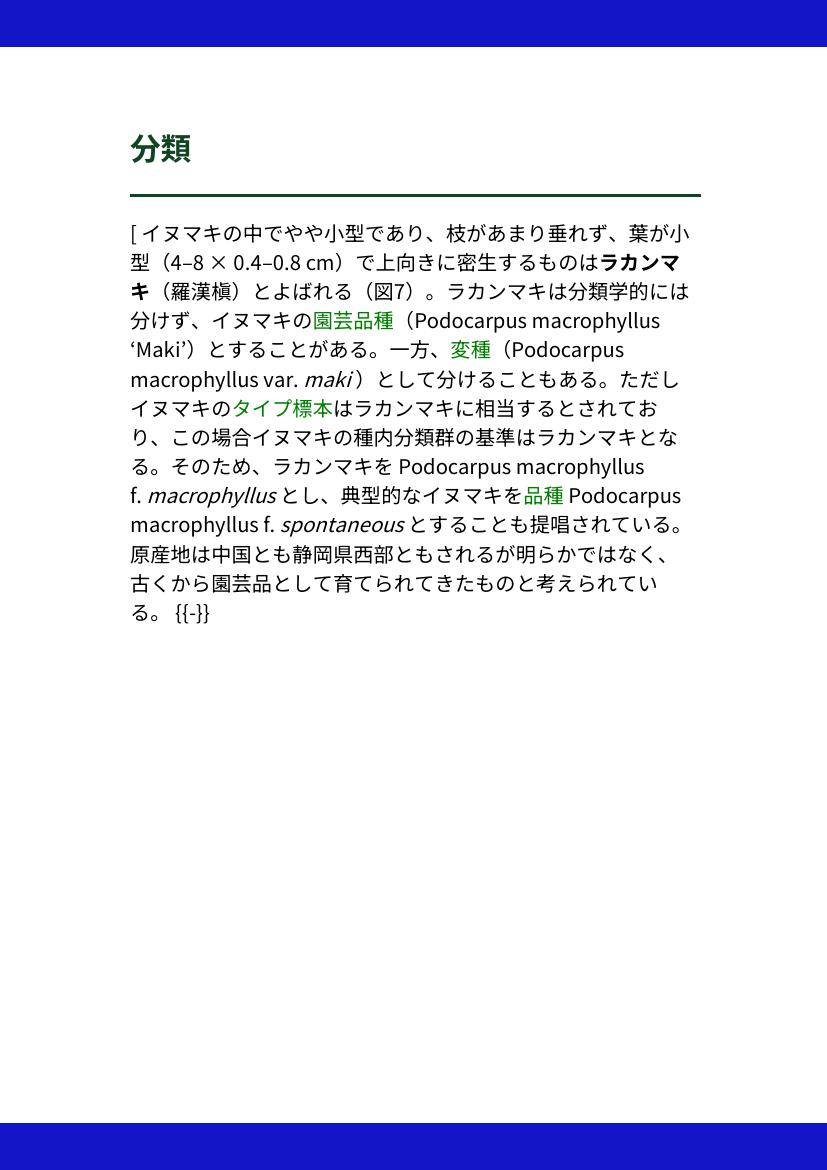 分類
[ イヌマキの中でやや小型であり、枝があまり垂れず、葉が小
型（4–8 × 0.4–0.8 cm）で上向きに密生するものはラカンマ
キ（羅漢槇）とよばれる（図7）。ラカンマキは分類学的には
分けず、イヌマキの園芸品種（Podocarpus macrophyllus
‘Maki’）とすることがある。一方、変種（Podocarpus
macrophyllus var. maki ）として分けることもある。ただし
イヌマキのタイプ標本はラカンマキに相当するとされてお
り、この場合イヌマキの種内分類群の基準はラカンマキとな
る。そのため、ラカンマキを Podocarpus macrophyllus
f. macrophyllus とし、典型的なイヌマキを品種 Podocarpus
macrophyllus f. spontaneous とすることも提唱されている。
原産地は中国とも静岡県西部ともされるが明らかではなく、
古くから園芸品として育てられてきたものと考えられてい
る。 {{-}}